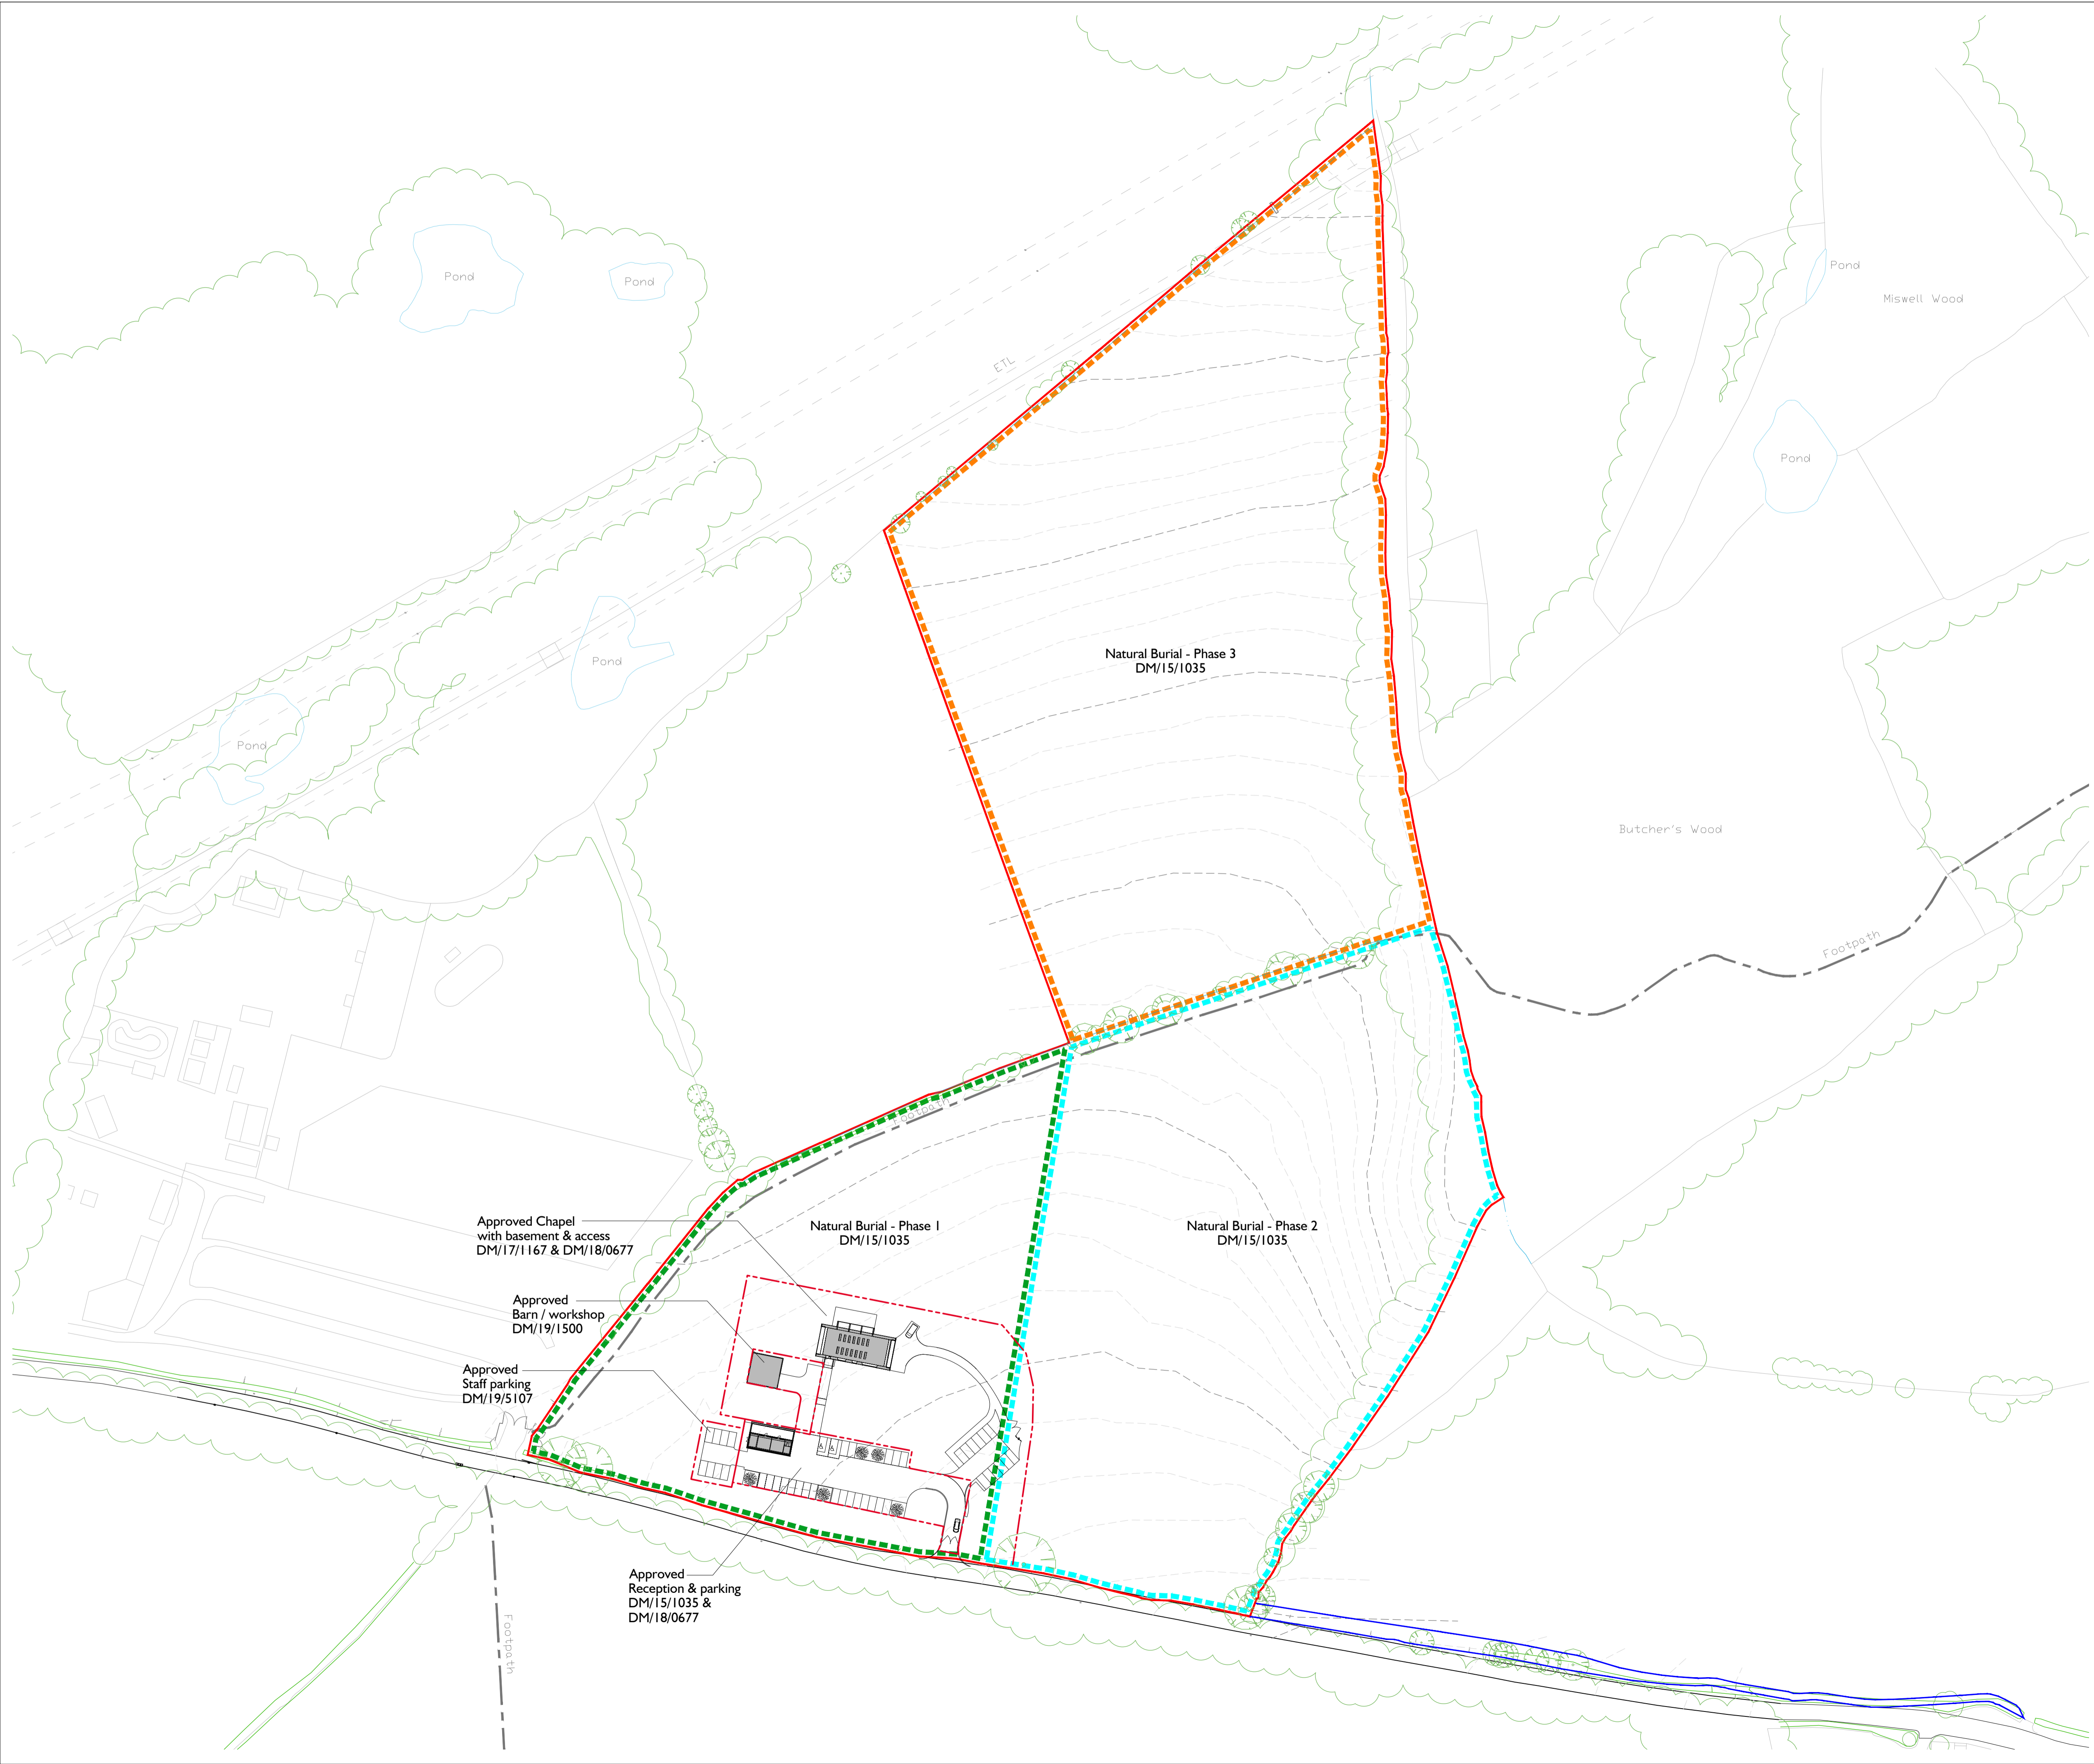 Pond
Pond
Pond
Miswell Wood
ETL
Pond
Natural Burial - Phase 3
DM/15/1035
Pond
Pond
Butcher's Wood
Footpath
Footpath
Approved Chapel
with basement & access
DM/17/1167 & DM/18/0677
Natural Burial - Phase 1
DM/15/1035
Natural Burial - Phase 2
DM/15/1035
Approved
Barn / workshop
DM/19/1500
Approved
Staff parking
DM/19/5107
Approved
Reception & parking
DM/15/1035 &
DM/18/0677
Footpath